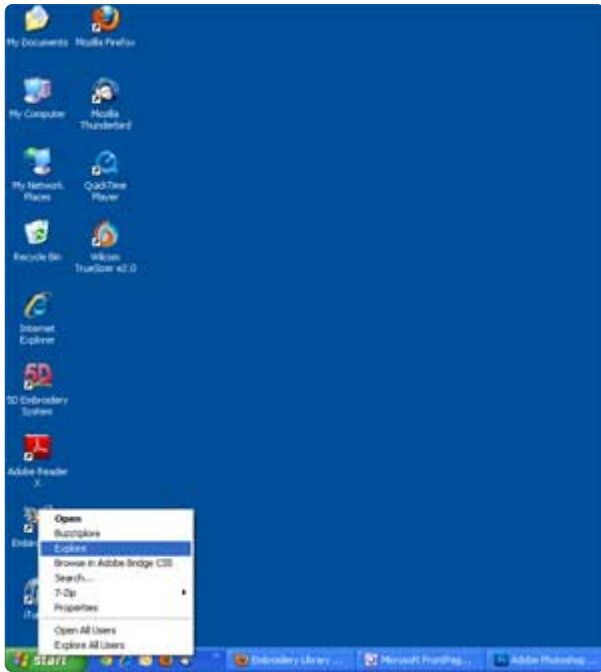 My Documents
Mozilla Firefox
My Computer
Mozilla
Thunderbird
My Network
Places
QuickTime
Player
Recycle Bin
Wilcom
TrueSizer e2.0
Internet
Explorer
5D
5D Embroidery
System
Adobe Reader
X
Open
Buzzxplore
Explore
Browse in Adobe Bridge CS5
Search...
7-Zip
Properties
Open All Users
Explore All Users
start
Embroidery Library ...
Microsoft FrontPag...
Adobe Photoshop